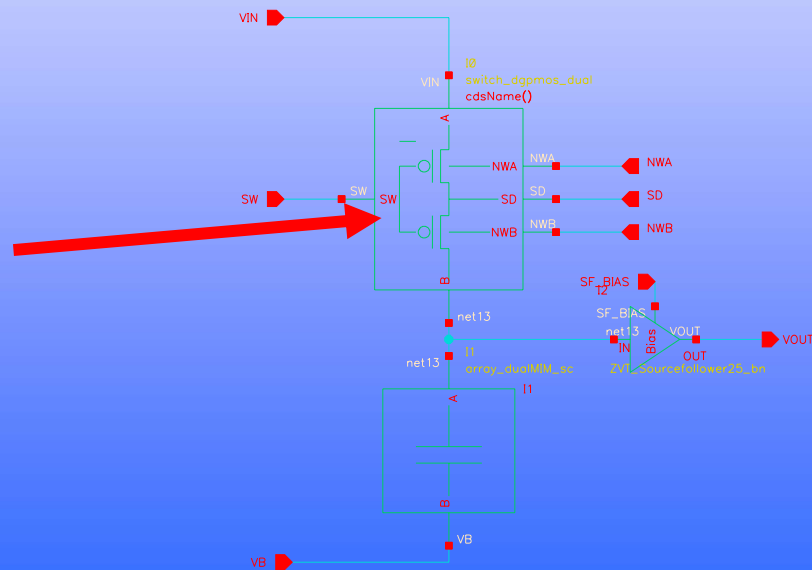 VIN
I0
switch_dgpmos_dual
cdsName()
VIN
A
NWA
NWA
NWA
SW
SW
SW
SD
SD
SD
NWB
NWB
NWB
B
SF_BIAS
I2
SF_BIAS
net13
net13
VOUT
IN
Bias
OUT
VOUT
ZVT_Sourcefollower25_bn
net13
I1
array_dualMIM_sc
I1
A
B
VB
VB